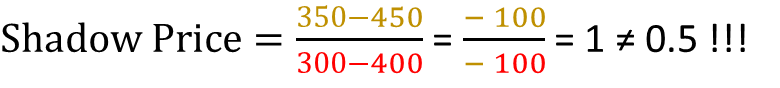 Shadow Price = 350−450 / 300−400 = − 100 / − 100 = 1 ≠ 0.5 !!!